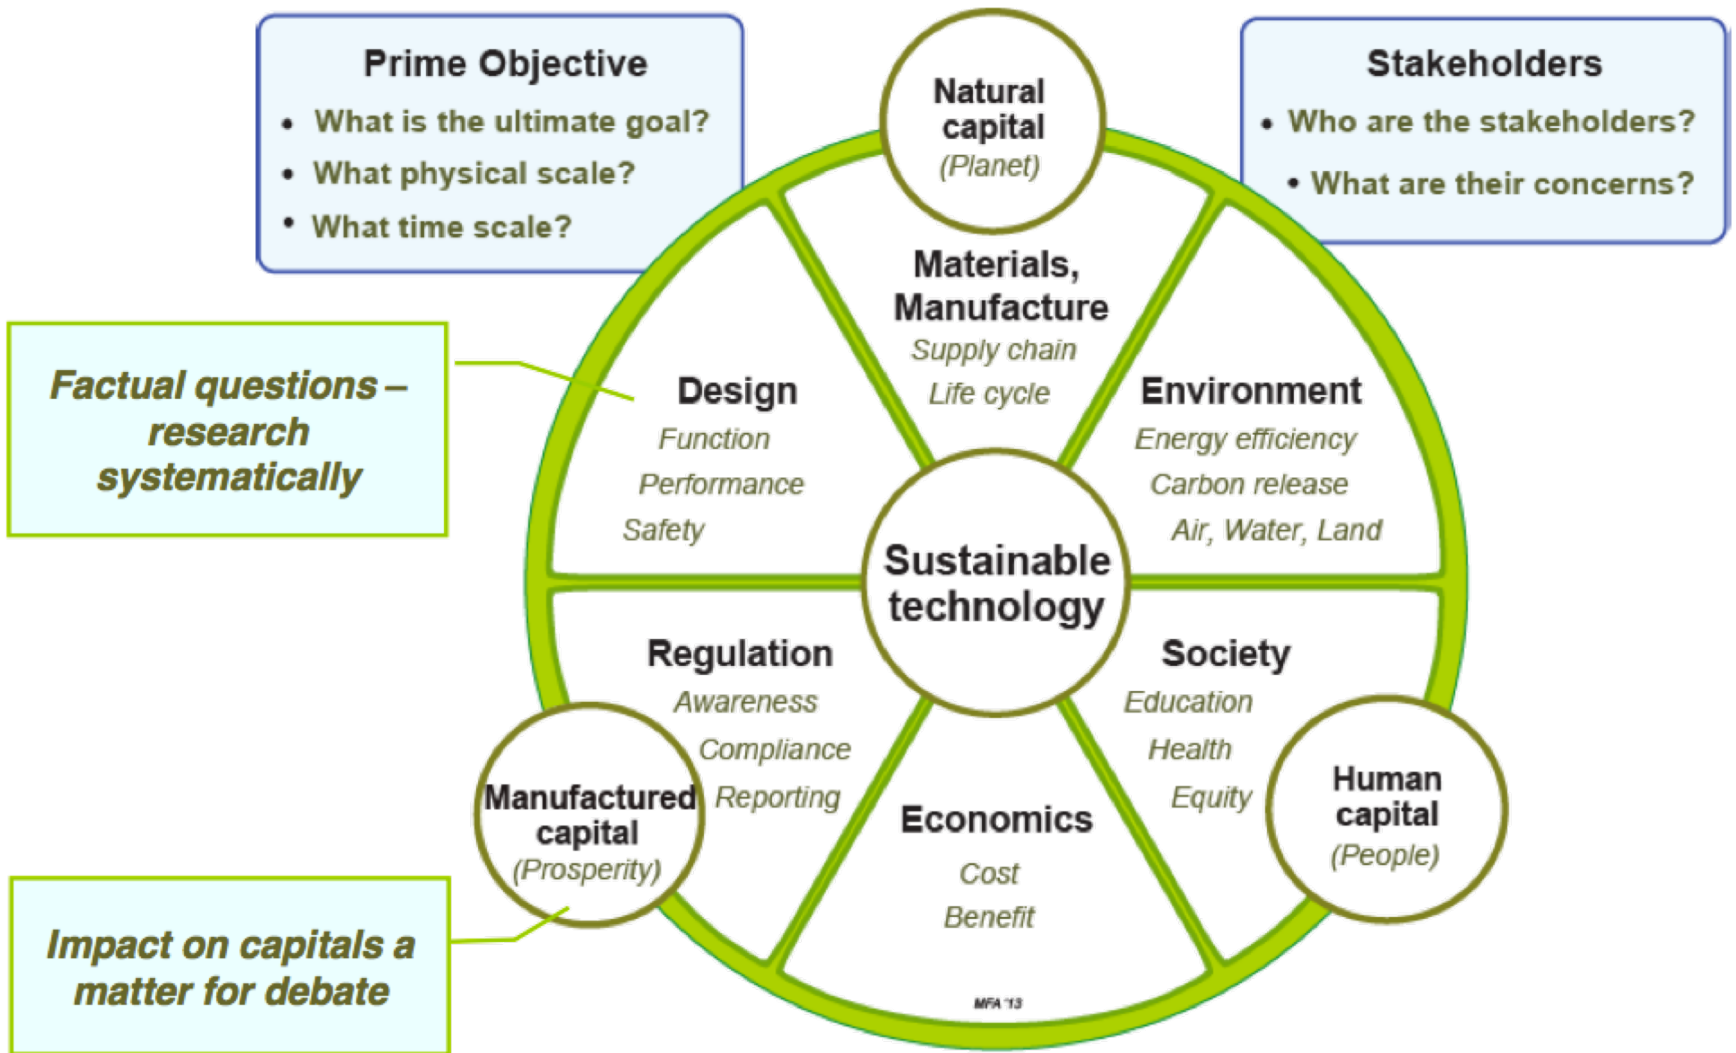 Prime Objective
• What is the ultimate goal?
• What physical scale?
• What time scale?
Natural
capital
(Planet)
Stakeholders
• Who are the stakeholders?
• What are their concerns?
Factual questions –
research
systematically
Design
Function
Performance
Safety
Materials,
Manufacture
Supply chain
Life cycle
Environment
Energy efficiency
Carbon release
Air, Water, Land
Sustainable
technology
Regulation
Awareness
Compliance
Reporting
Society
Education
Health
Equity
Manufactured
capital
(Prosperity)
Economics
Cost
Benefit
Human
capital
(People)
Impact on capitals a
matter for debate
MFA '13